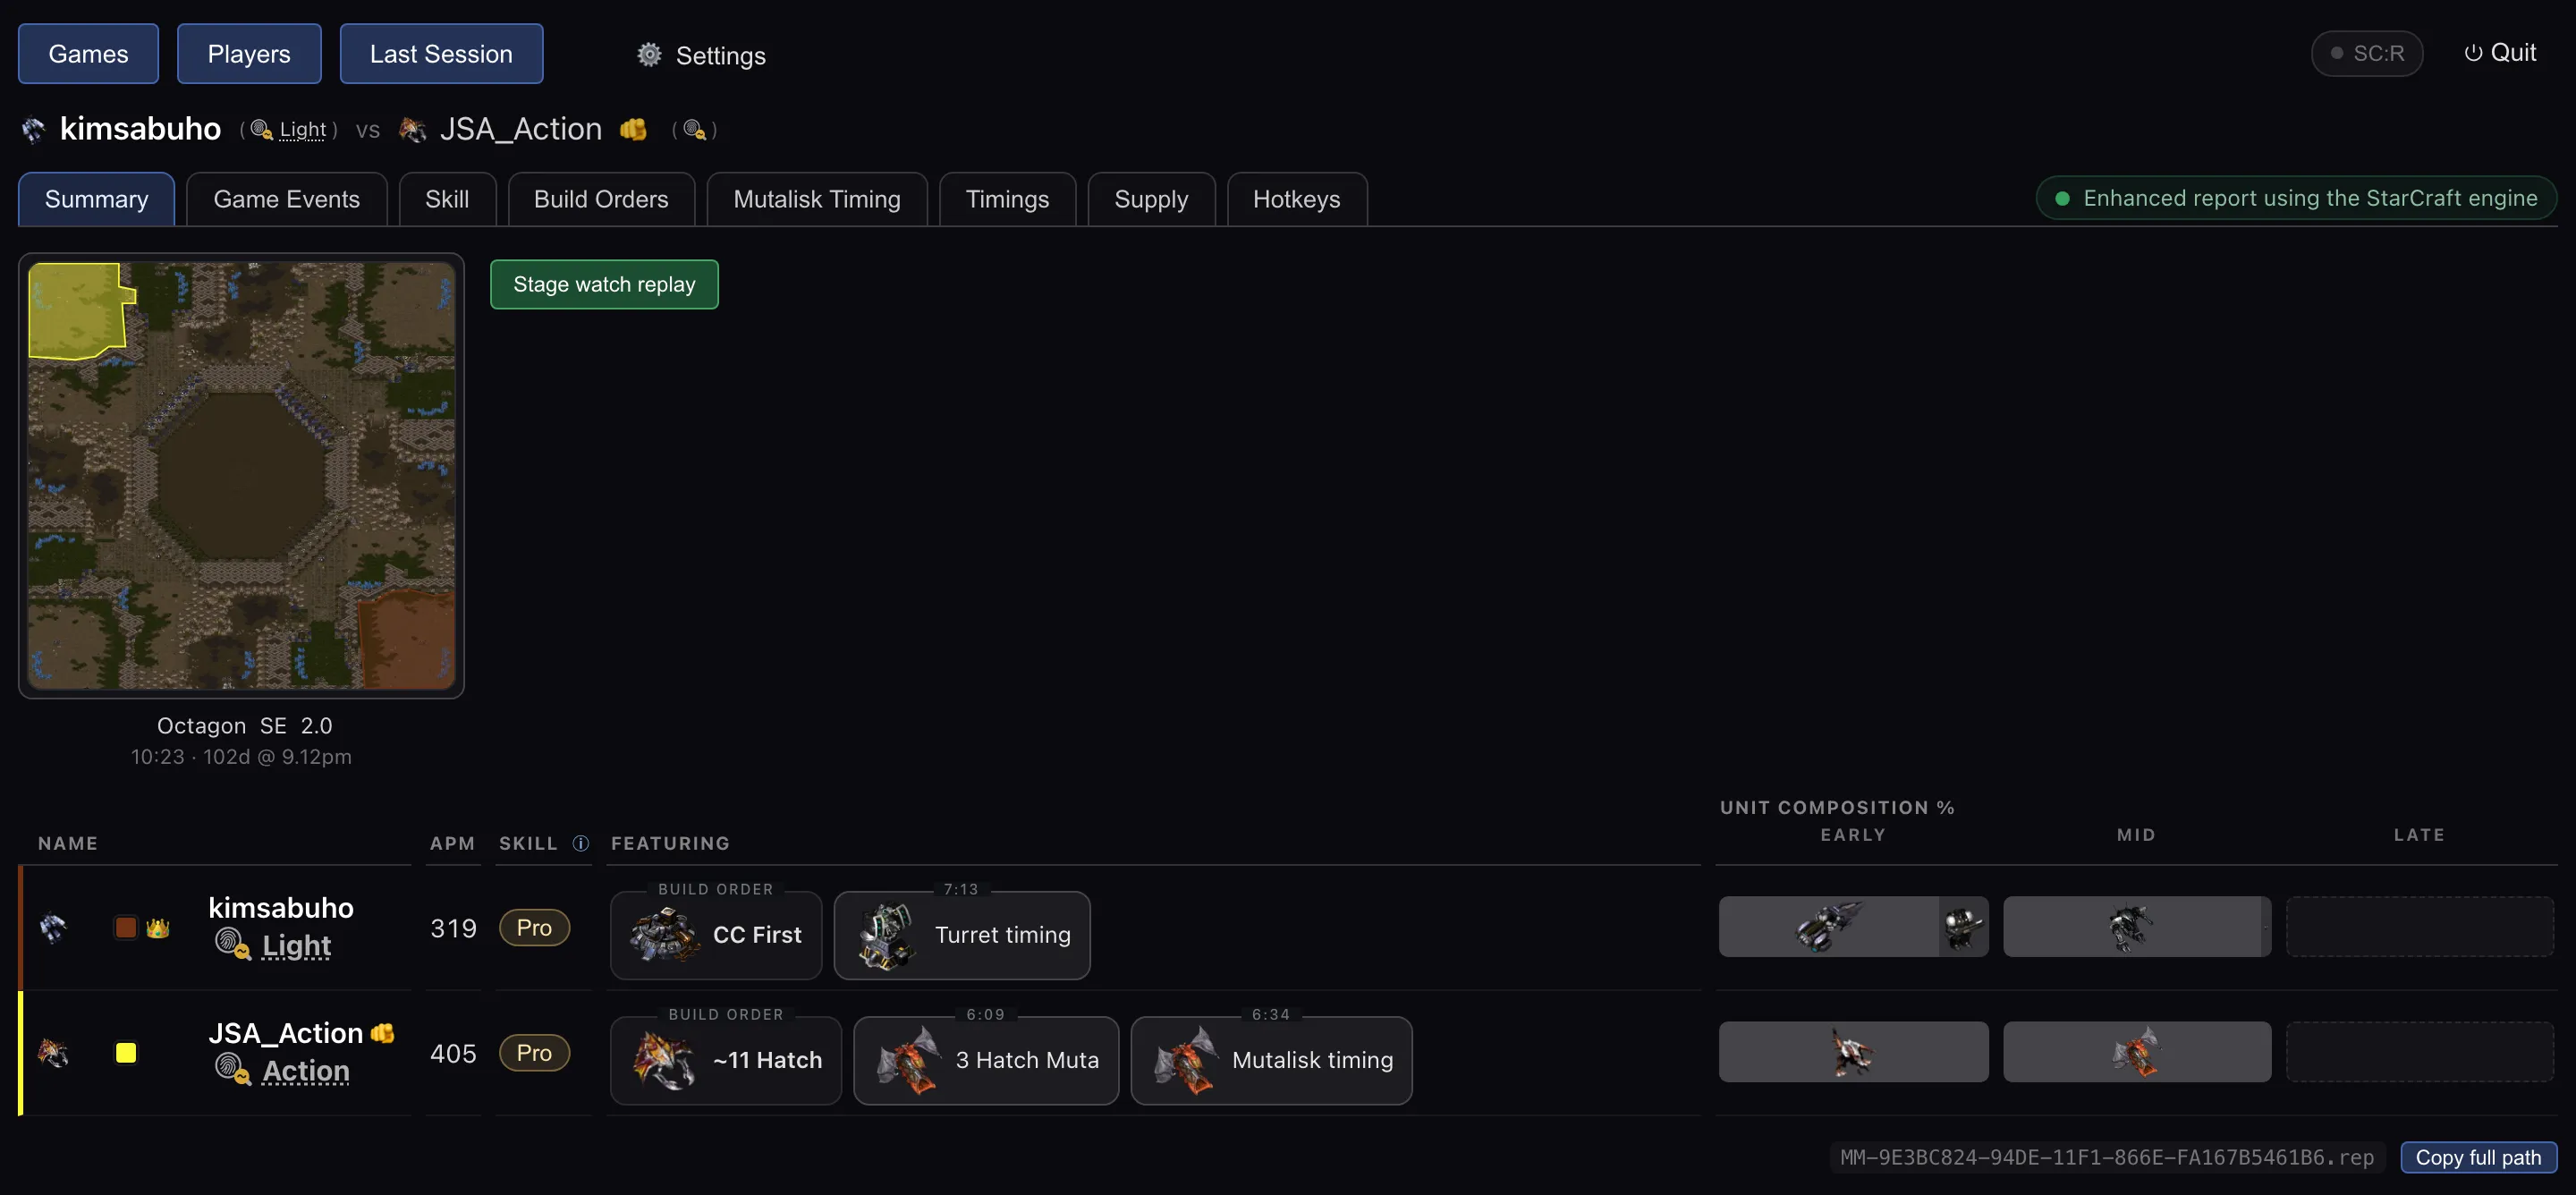 Games Players Last Session Settings SC:R Quit
kimsabuho ( Light ) vs JSA_Action ( )
Summary Game Events Skill Build Orders Mutalisk Timing Timings Supply Hotkeys Enhanced report using the StarCraft engine
Stage watch replay
Octagon SE 2.0
10:23 · 102d @ 9.12pm
UNIT COMPOSITION %
NAME APM SKILL FEATURING EARLY MID LATE
BUILD ORDER 7:13
kimsabuho 319 Pro CC First Turret timing
Light
BUILD ORDER 6:09 6:34
JSA_Action 405 Pro ~11 Hatch 3 Hatch Muta Mutalisk timing
Action
MM-9E3BC824-94DE-11F1-866E-FA167B5461B6.rep Copy full path